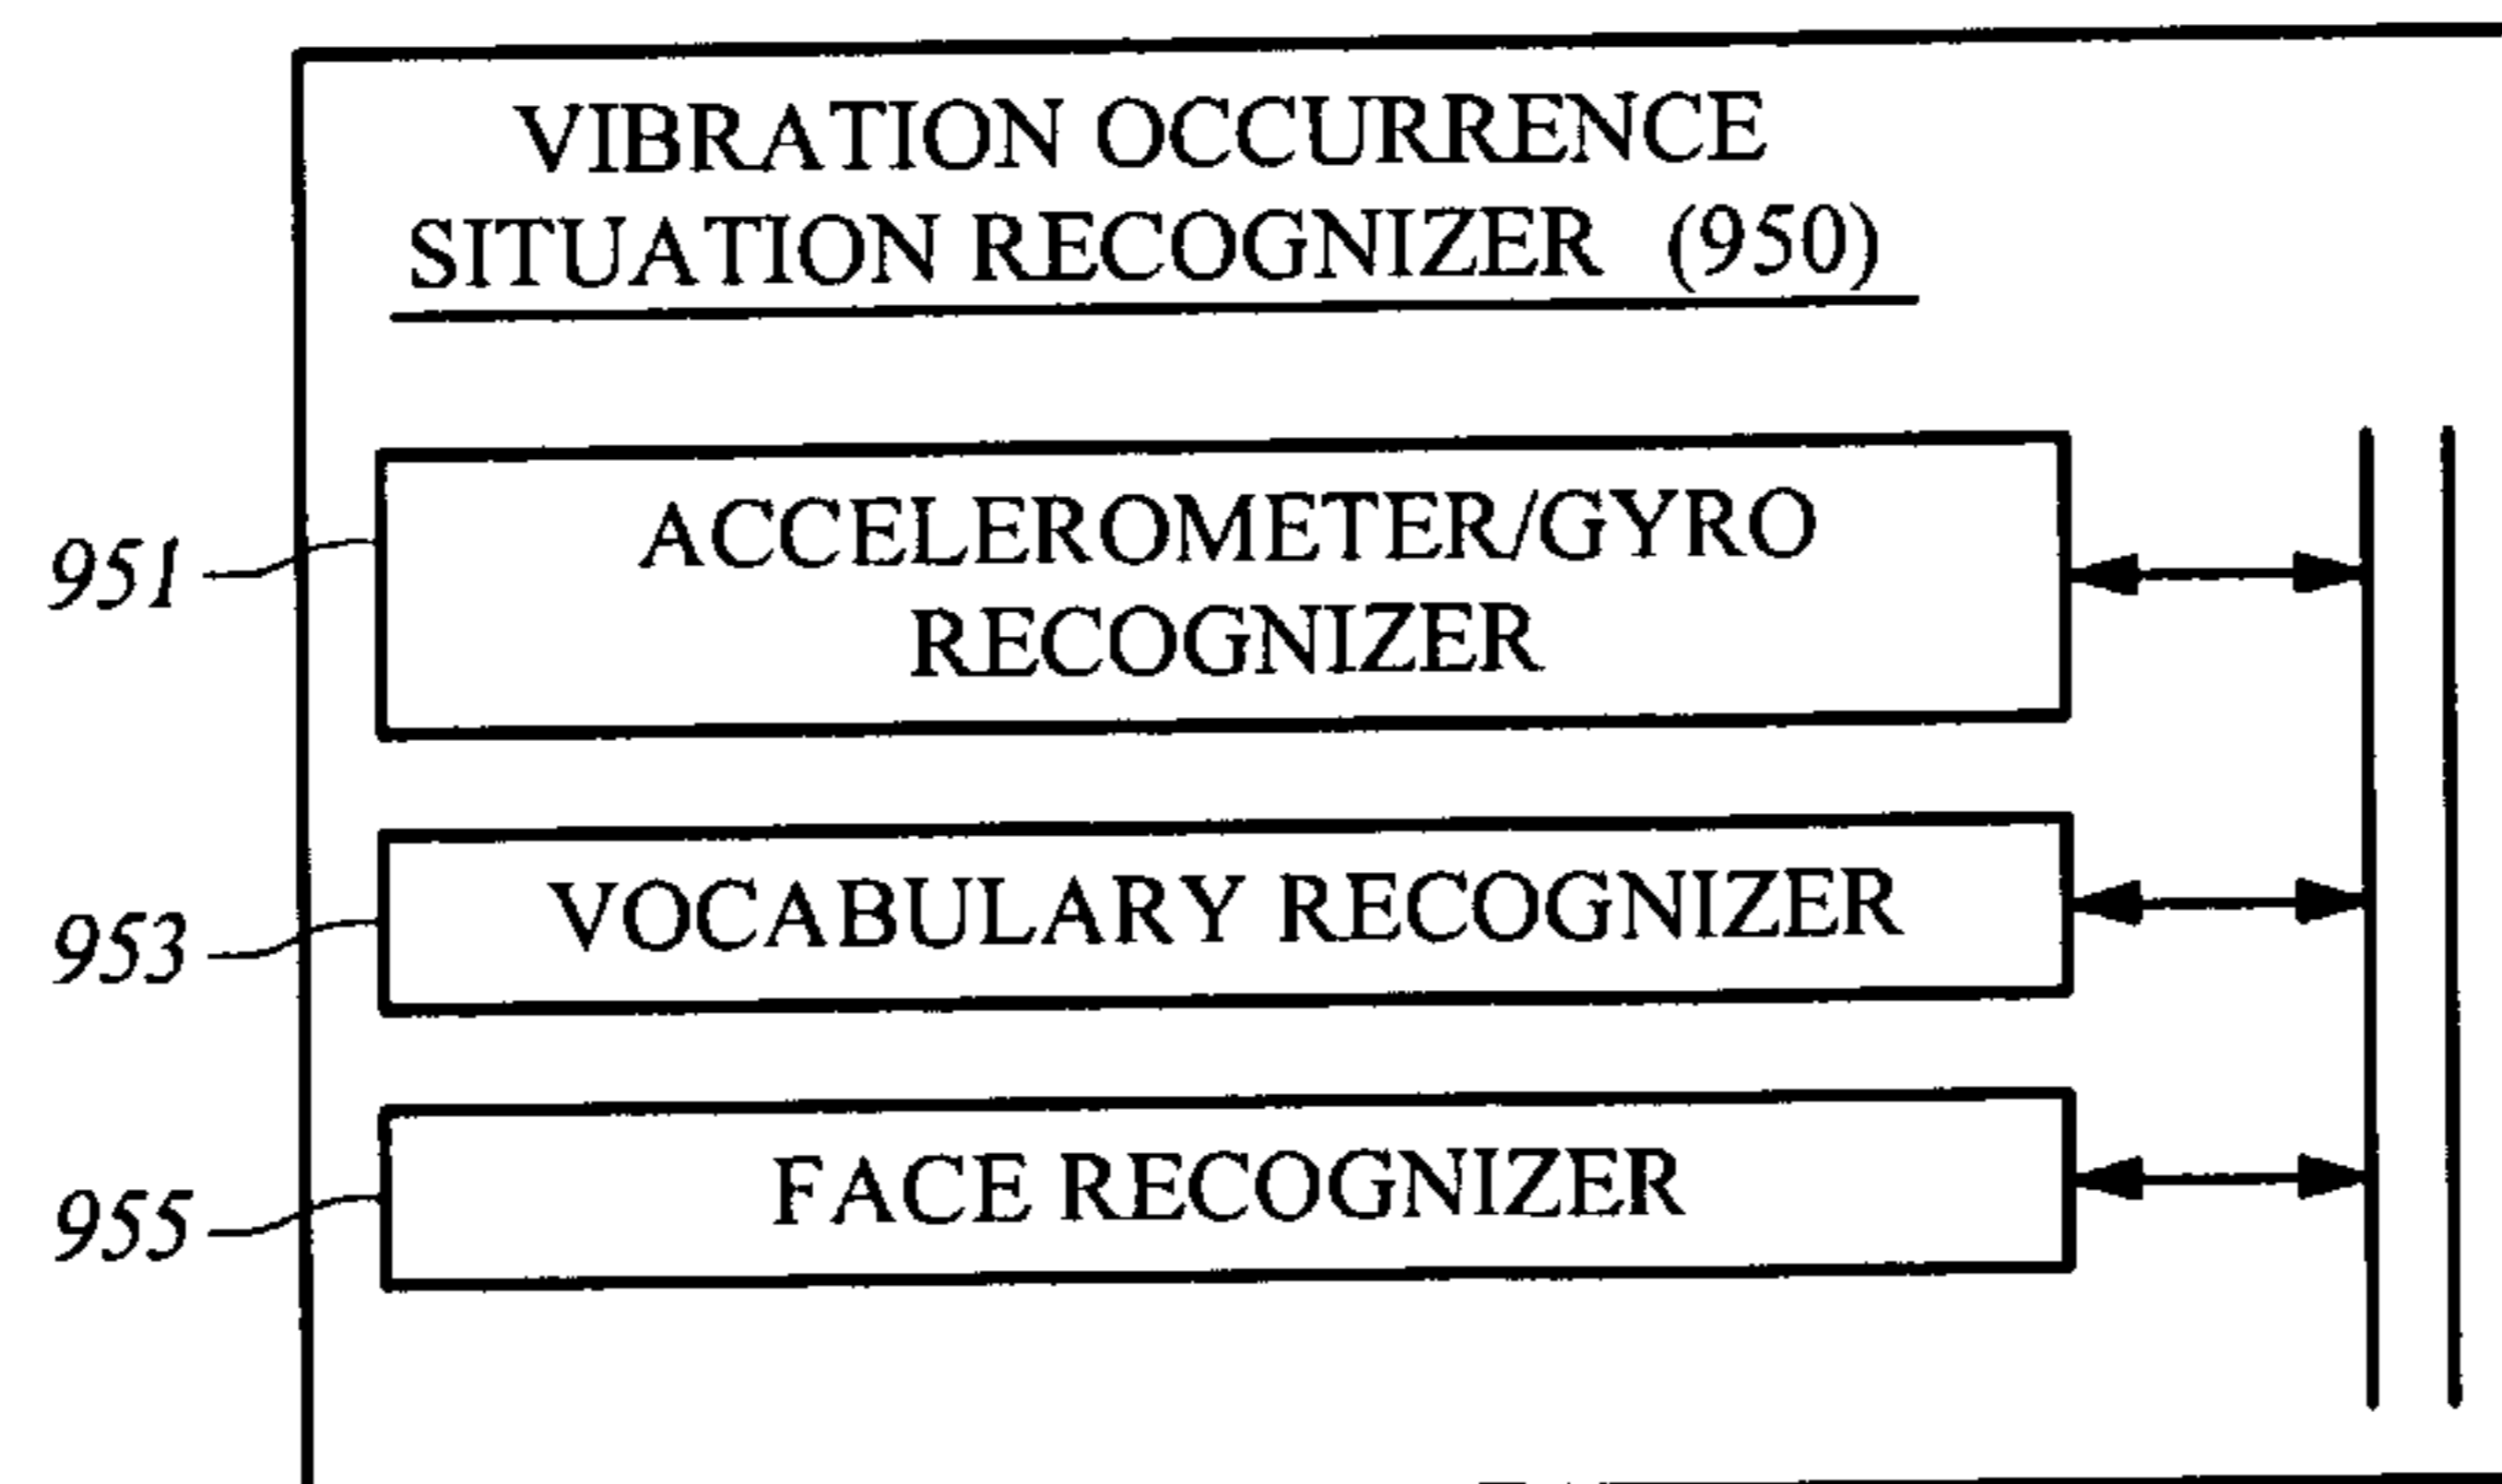 VIBRATION OCCURRENCE
SITUATION RECOGNIZER (950)
951
ACCELEROMETER/GYRO
RECOGNIZER
953
VOCABULARY RECOGNIZER
955
FACE RECOGNIZER